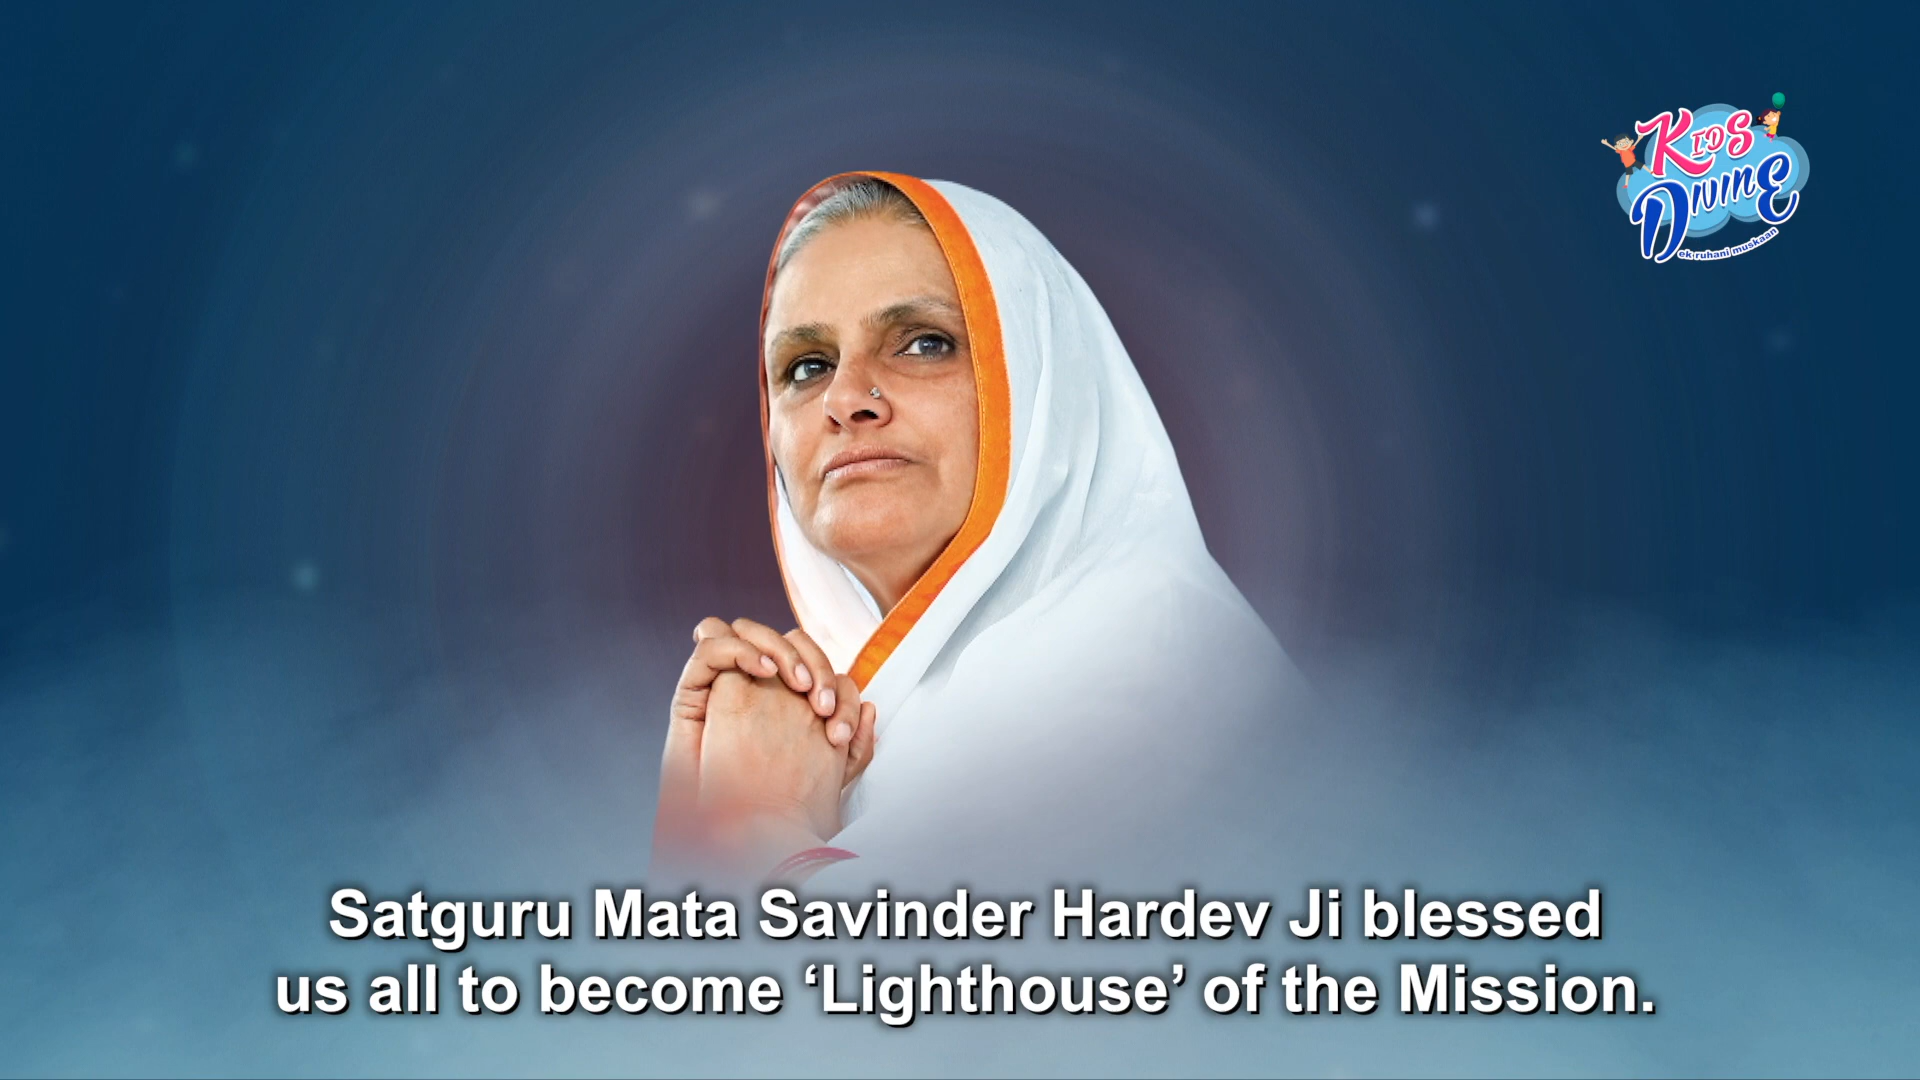 KIDS
DIVINE
ek ruhani muskaan
Satguru Mata Savinder Hardev Ji blessed
us all to become ‘Lighthouse’ of the Mission.